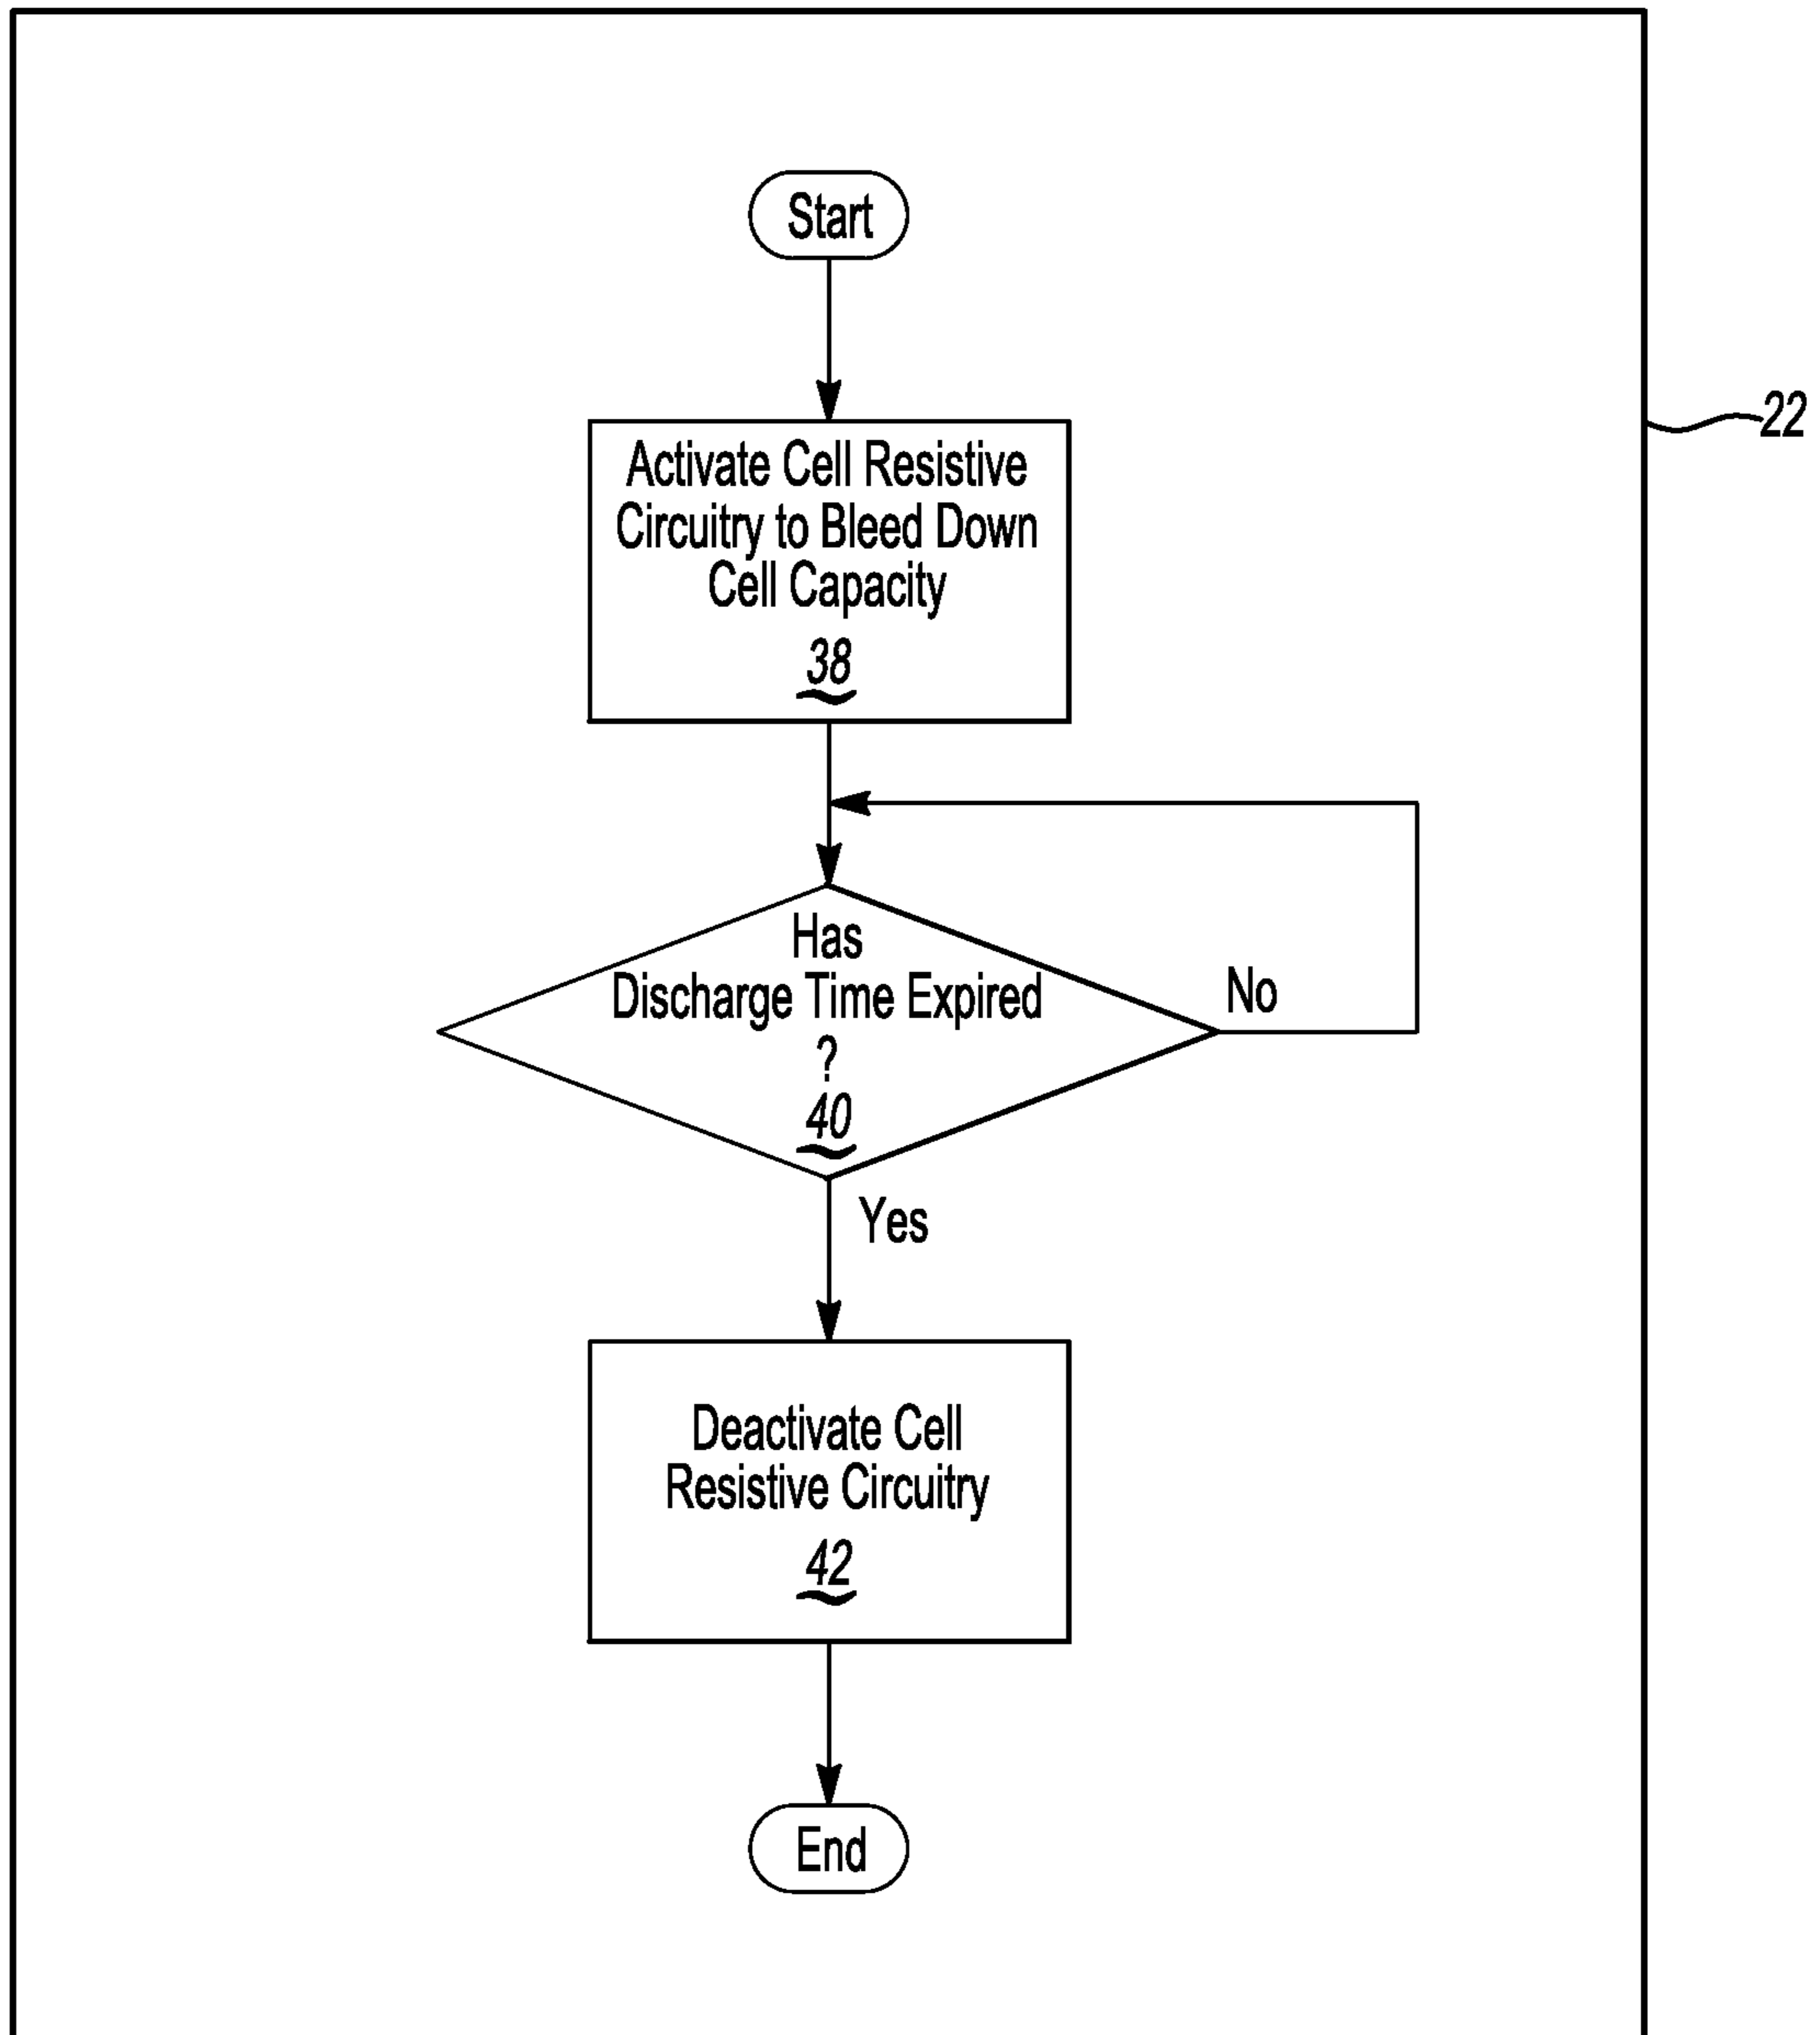 Start
22
Activate Cell Resistive
Circuitry to Bleed Down
Cell Capacity
38
Has
Discharge Time Expired
?
40
No
Yes
Deactivate Cell
Resistive Circuitry
42
End